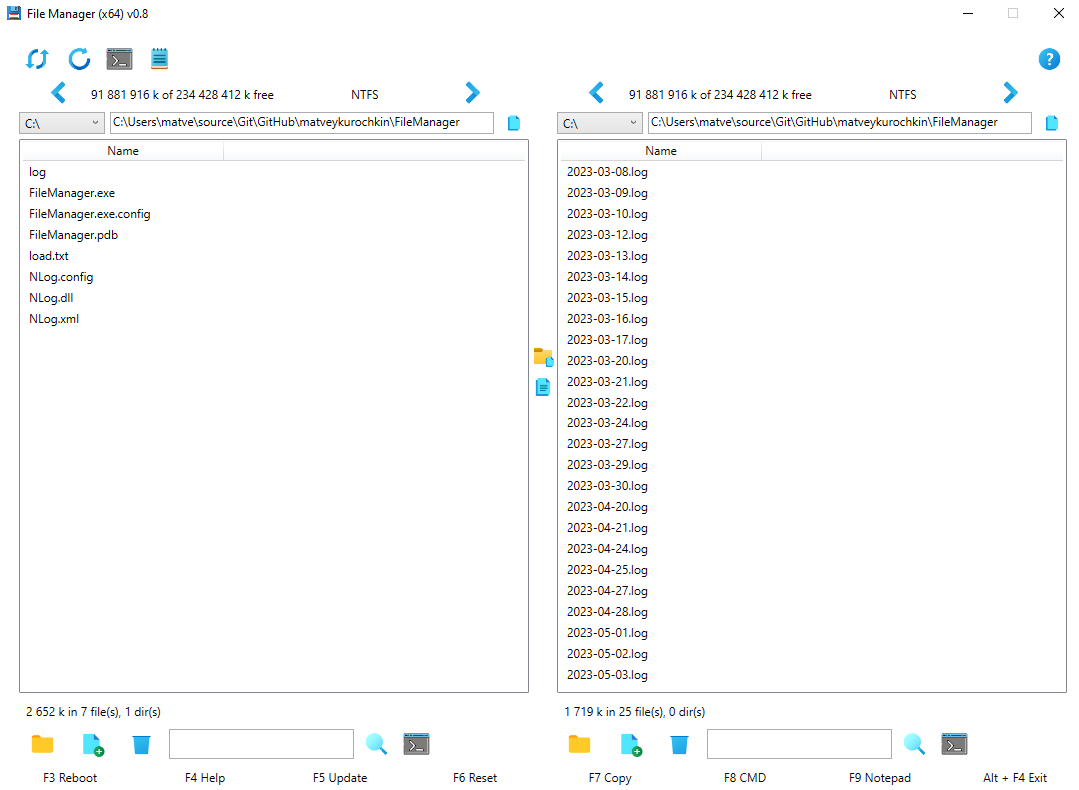 File Manager (x64) v0.8
91 881 916 k of 234 428 412 k free NTFS
C:\ C:\Users\matve\source\Git\GitHub\matveykurochkin\FileManager
Name
log
FileManager.exe
FileManager.exe.config
FileManager.pdb
load.txt
NLog.config
NLog.dll
NLog.xml
2 652 k in 7 file(s), 1 dir(s)
?
91 881 916 k of 234 428 412 k free NTFS
C:\ C:\Users\matve\source\Git\GitHub\matveykurochkin\FileManager
Name
2023-03-08.log
2023-03-09.log
2023-03-10.log
2023-03-12.log
2023-03-13.log
2023-03-14.log
2023-03-15.log
2023-03-16.log
2023-03-17.log
2023-03-20.log
2023-03-21.log
2023-03-22.log
2023-03-24.log
2023-03-27.log
2023-03-29.log
2023-03-30.log
2023-04-20.log
2023-04-21.log
2023-04-24.log
2023-04-25.log
2023-04-27.log
2023-04-28.log
2023-05-01.log
2023-05-02.log
2023-05-03.log
1 719 k in 25 file(s), 0 dir(s)
F3 Reboot F4 Help F5 Update F6 Reset F7 Copy F8 CMD F9 Notepad Alt + F4 Exit